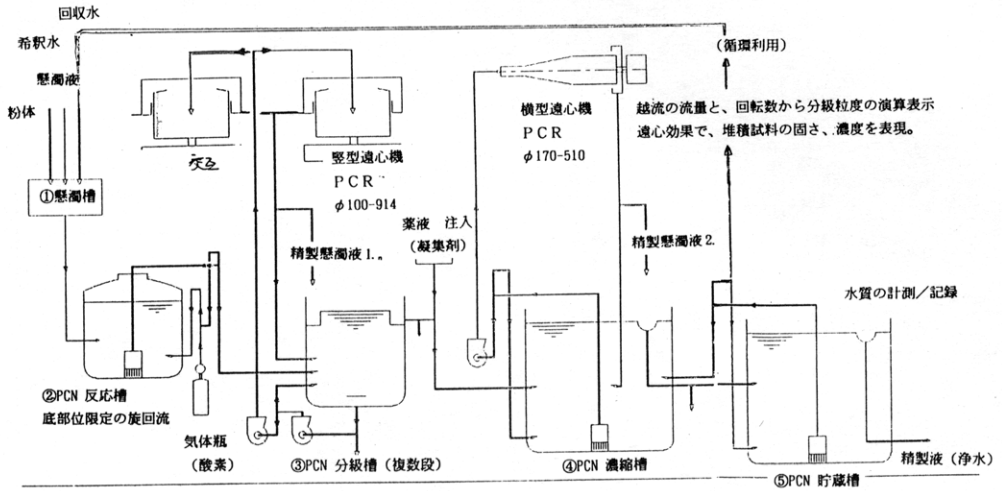 回収水
希釈水
懸濁液
粉体
①懸濁槽
交互
竪型遠心機
PCR
φ100-914
横型遠心機
PCR
φ170-510
(循環利用)
越流の流量と、回転数から分級粒度の演算表示
遠心効果で、堆積試料の固さ、濃度を表現。
薬液 注入
(凝集剤)
精製懸濁液1.。
精製懸濁液2.
水質の計測/記録
②PCN 反応槽
底部位限定の旋回流
気体瓶
(酸素)
③PCN 分級槽(複数段)
④PCN 濃縮槽
精製液(浄水)
⑤PCN 貯蔵槽